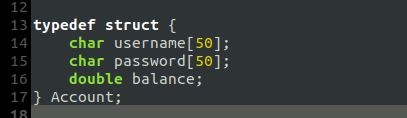 12
13 typedef struct {
14     char username[50];
15     char password[50];
16     double balance;
17 } Account;
18